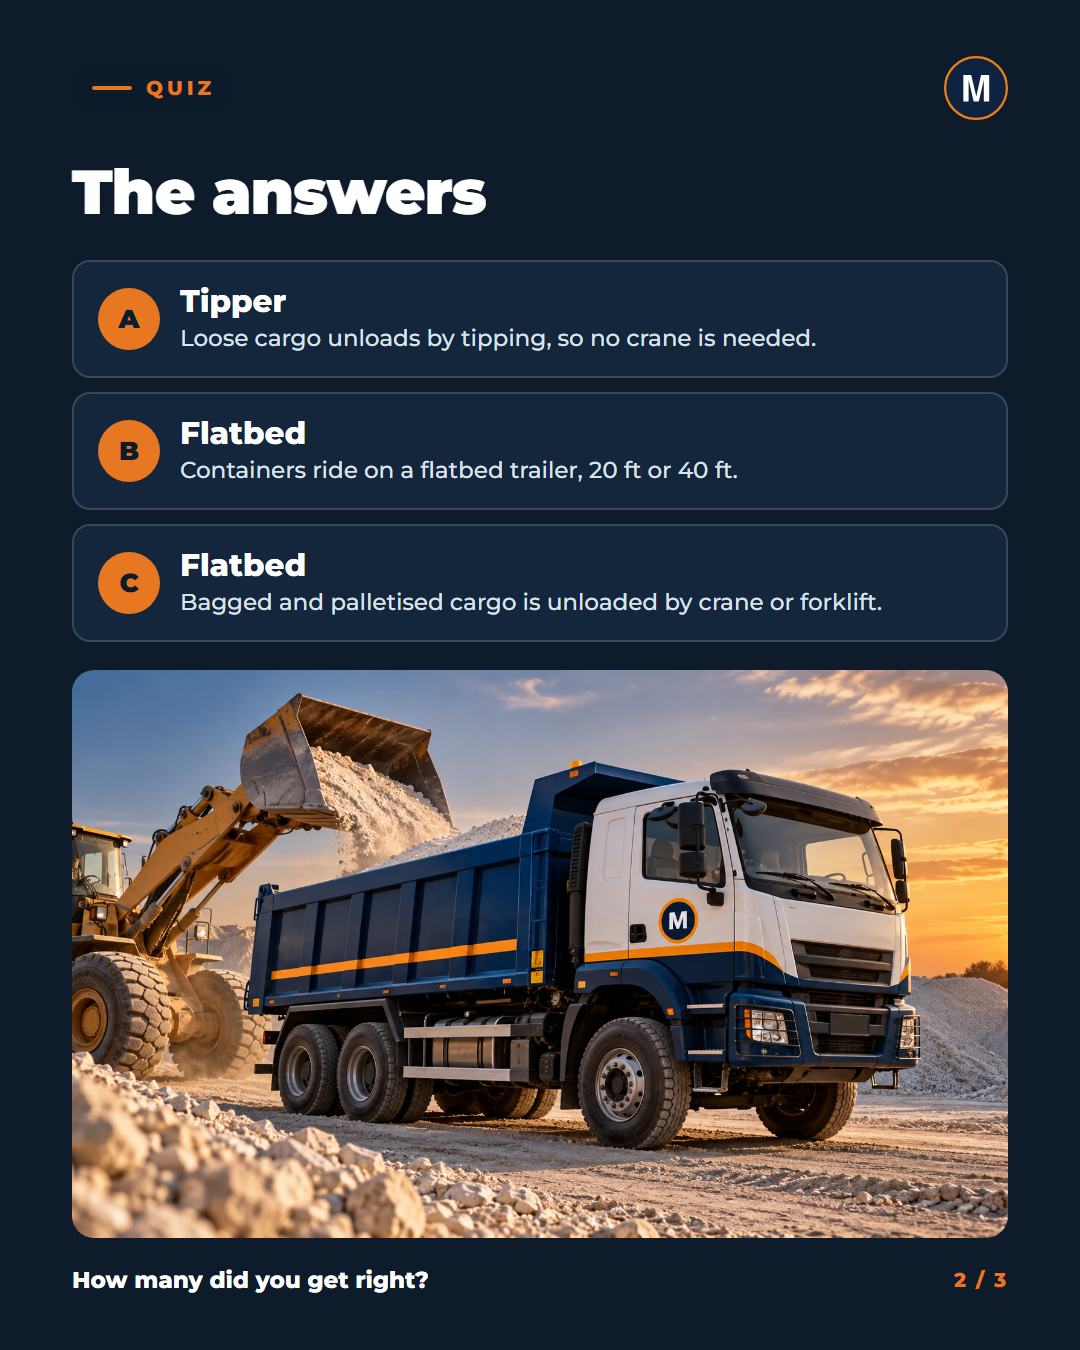 QUIZ
M
The answers
A
Tipper
Loose cargo unloads by tipping, so no crane is needed.
B
Flatbed
Containers ride on a flatbed trailer, 20 ft or 40 ft.
C
Flatbed
Bagged and palletised cargo is unloaded by crane or forklift.
M
How many did you get right?
2 / 3